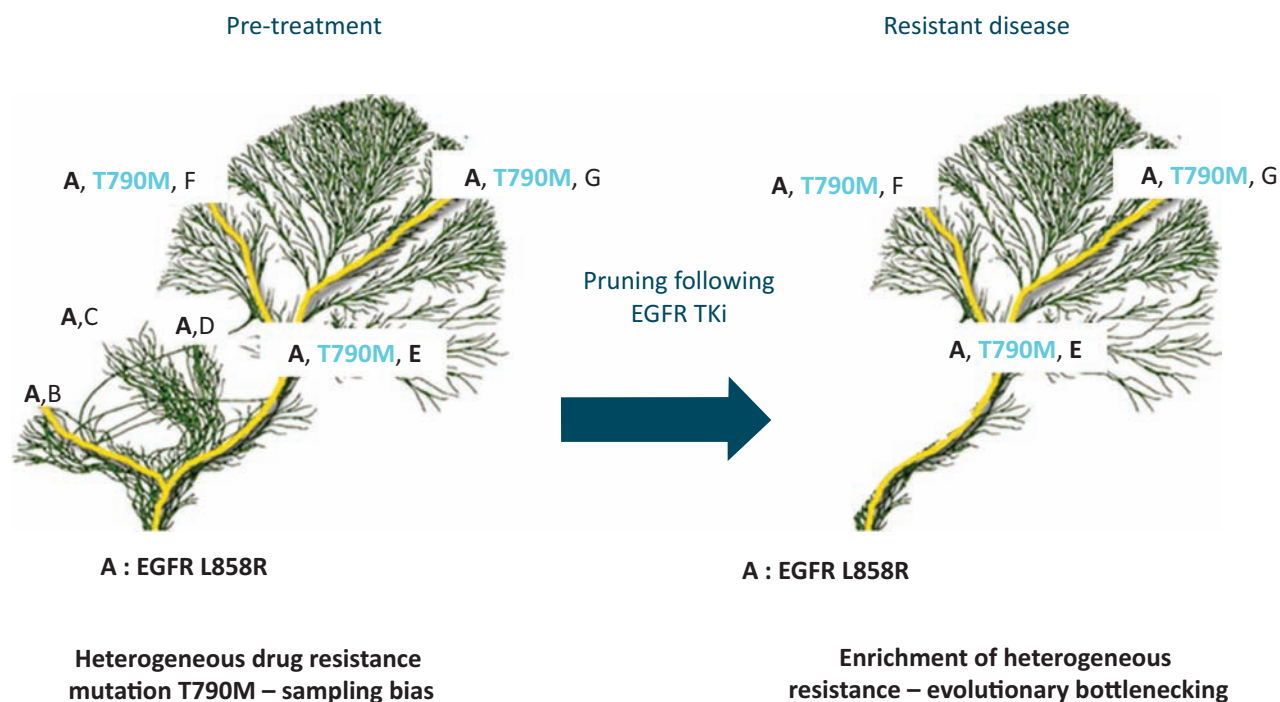 Pre-treatment
Resistant disease
A, T790M, F
A, T790M, G
A,C
A,D
A, T790M, E
A,B
A : EGFR L858R
Heterogeneous drug resistance
mutation T790M – sampling bias
Pruning following
EGFR TKi
A, T790M, F
A, T790M, G
A, T790M, E
A : EGFR L858R
Enrichment of heterogeneous
resistance – evolutionary bottlenecking